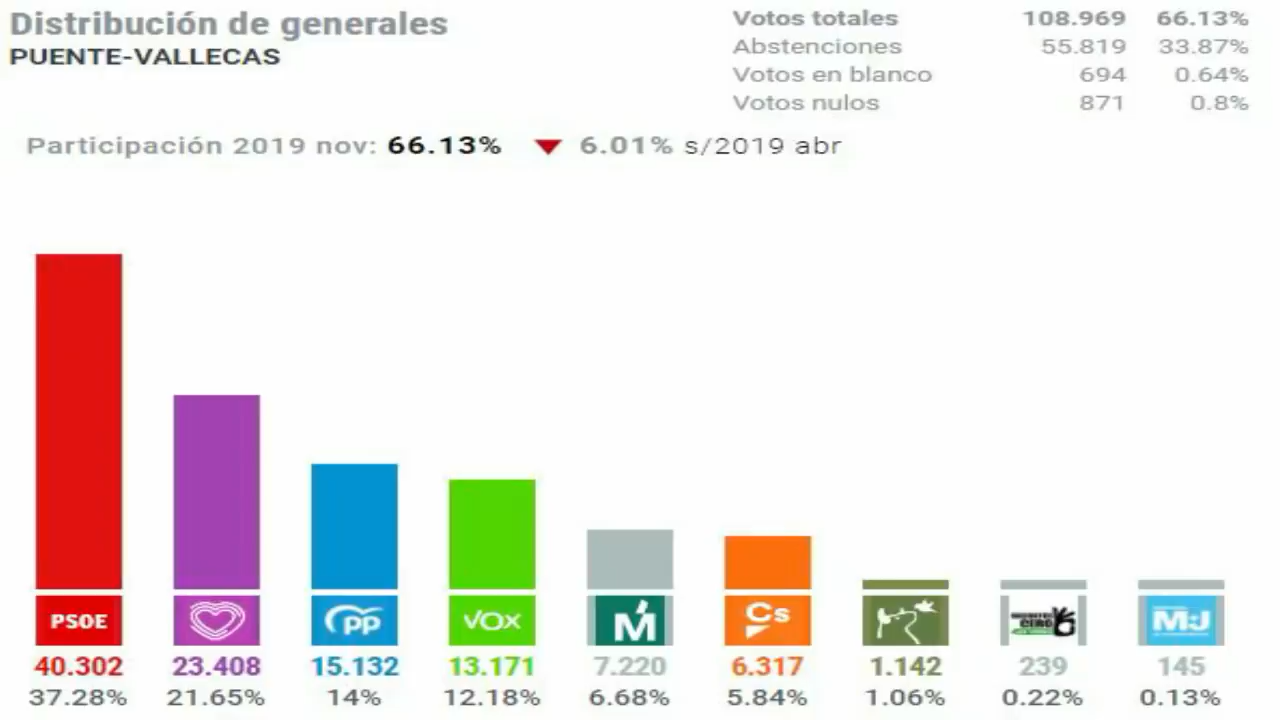 Distribución de generales
PUENTE-VALLECAS
Votos totales 108.969 66.13%
Abstenciones 55.819 33.87%
Votos en blanco 694 0.64%
Votos nulos 871 0.8%
Participación 2019 nov: 66.13% 6.01% s/2019 abr
PSOE pp VOX M Cs CERO M+J
40.302 23.408 15.132 13.171 7.220 6.317 1.142 239 145
37.28% 21.65% 14% 12.18% 6.68% 5.84% 1.06% 0.22% 0.13%